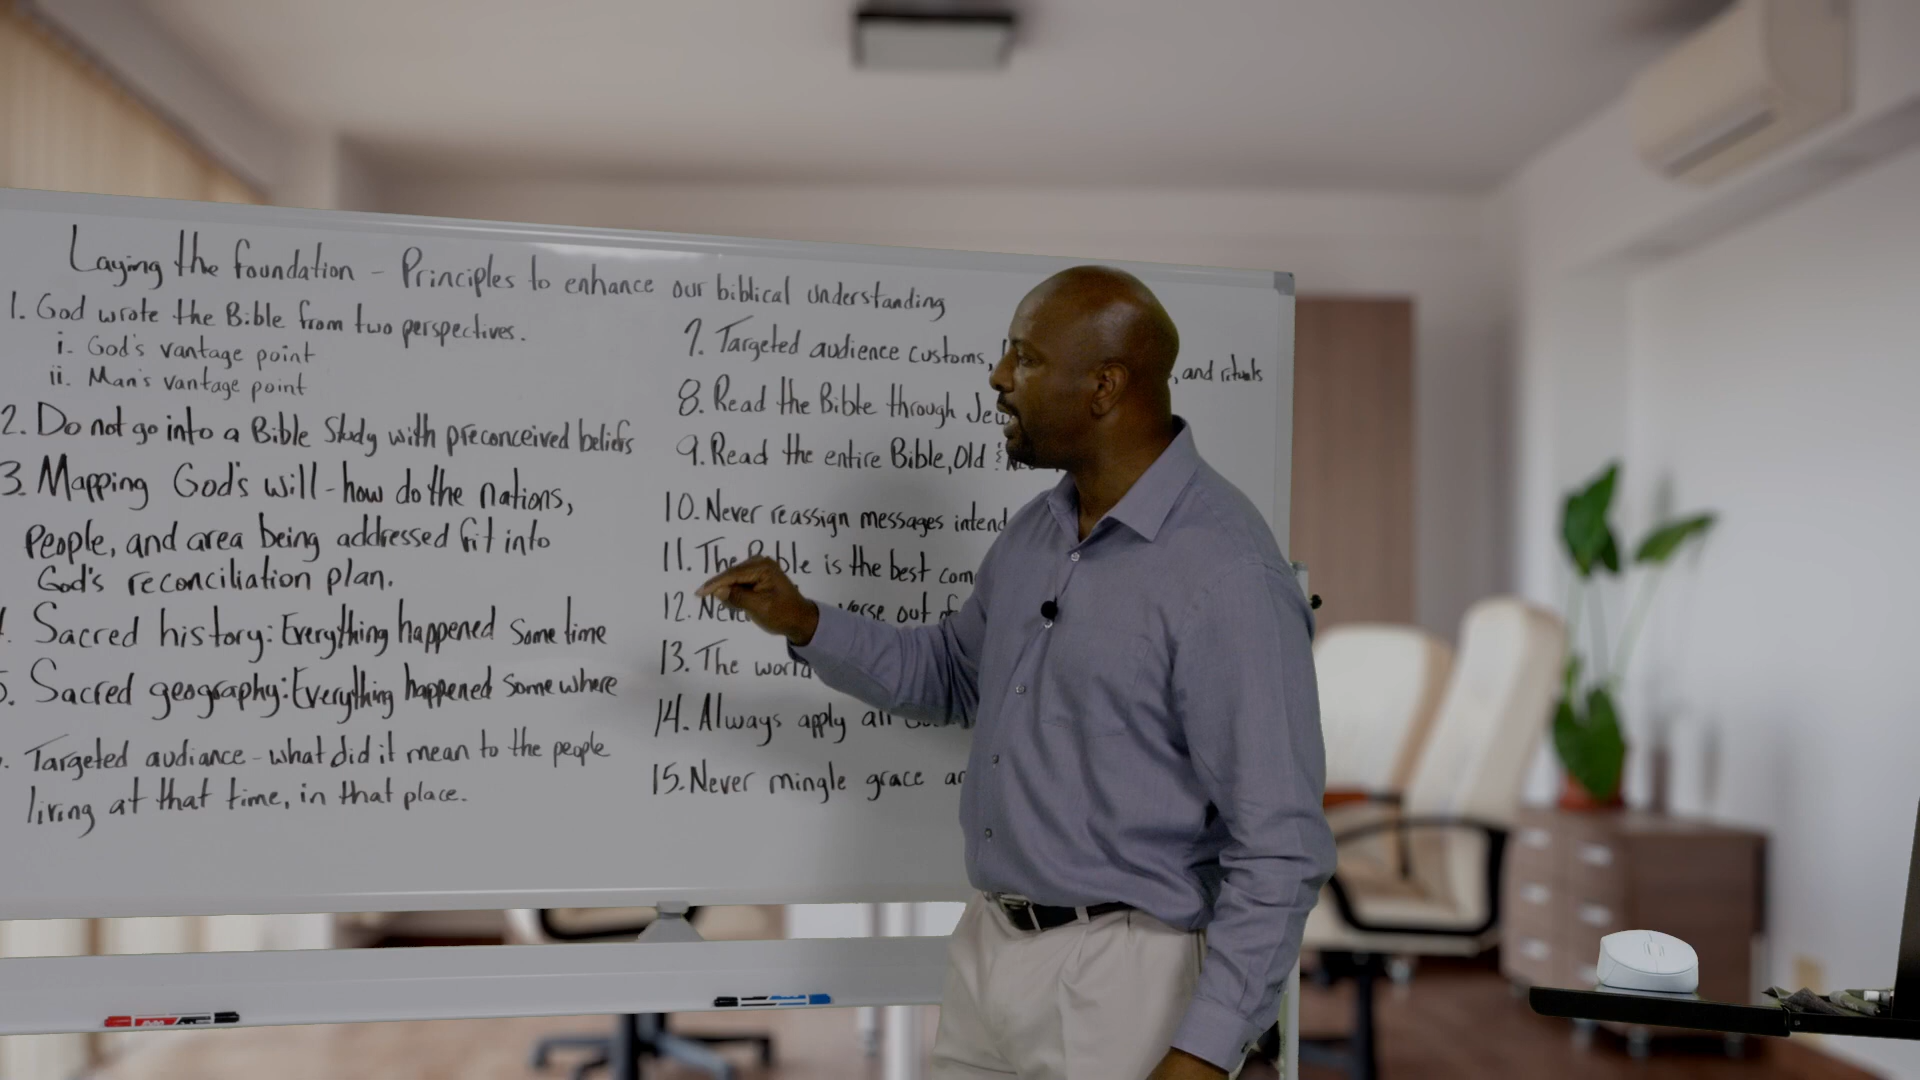 Laying the foundation - Principles to enhance our biblical understanding
1. God wrote the Bible from two perspectives.
i. God's vantage point
ii. Man's vantage point
2. Do not go into a Bible Study with preconceived beliefs
3. Mapping God's will - how do the nations,
People, and area being addressed fit into
God's reconciliation plan.
Sacred history: Everything happened some time
5. Sacred geography: Everything happened somewhere
Targeted audiance - what did it mean to the people
living at that time, in that place.
7. Targeted audience customs, , and rituals
8. Read the Bible through
9. Read the entire Bible, Old &
10. Never reassign messages
11. The Bible is the best
12. out
13. The
14. Always apply
15. Never mingle grace